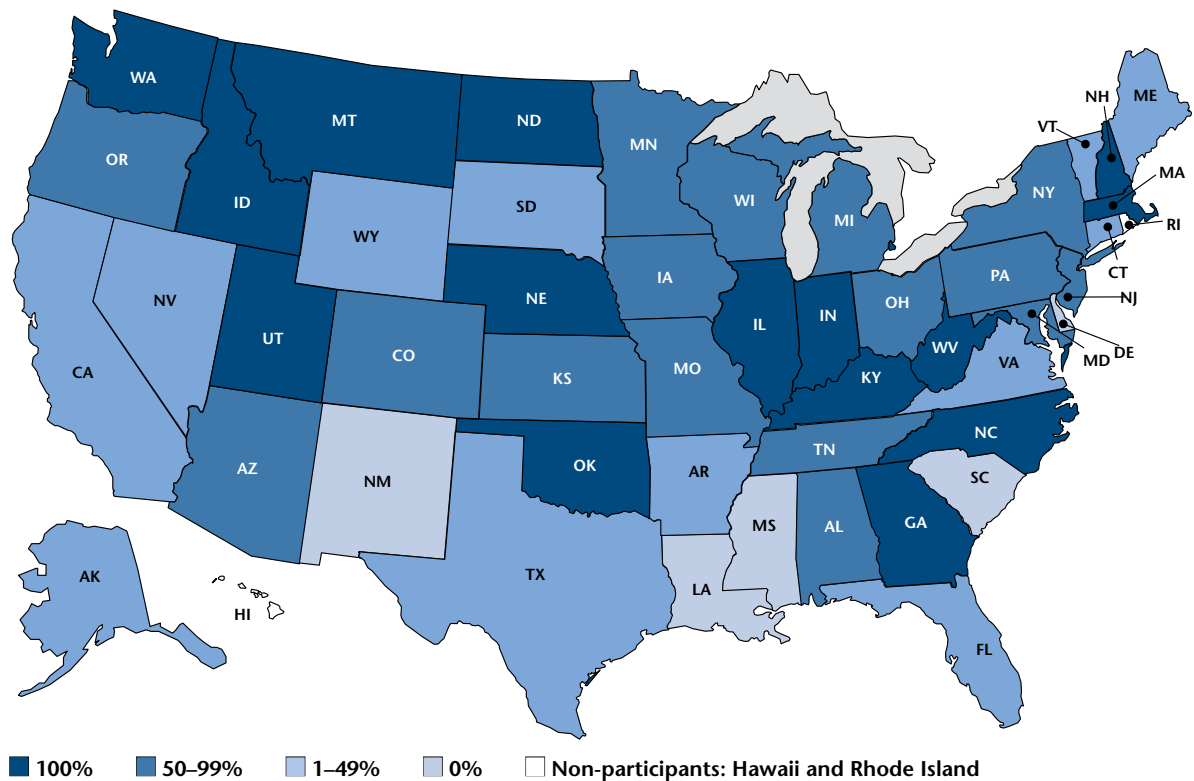 WA
MT
ND
MN
OR
ID
SD
WI
MI
NY
ME
NH
VT
MA
RI
CT
WY
NV
CA
UT
CO
NE
IA
KS
MO
IL
IN
OH
PA
NJ
DE
MD
WV
VA
KY
NC
TN
SC
AZ
NM
OK
AR
MS
AL
GA
LA
TX
FL
AK
HI
100%
50–99%
1–49%
0%
Non-participants: Hawaii and Rhode Island